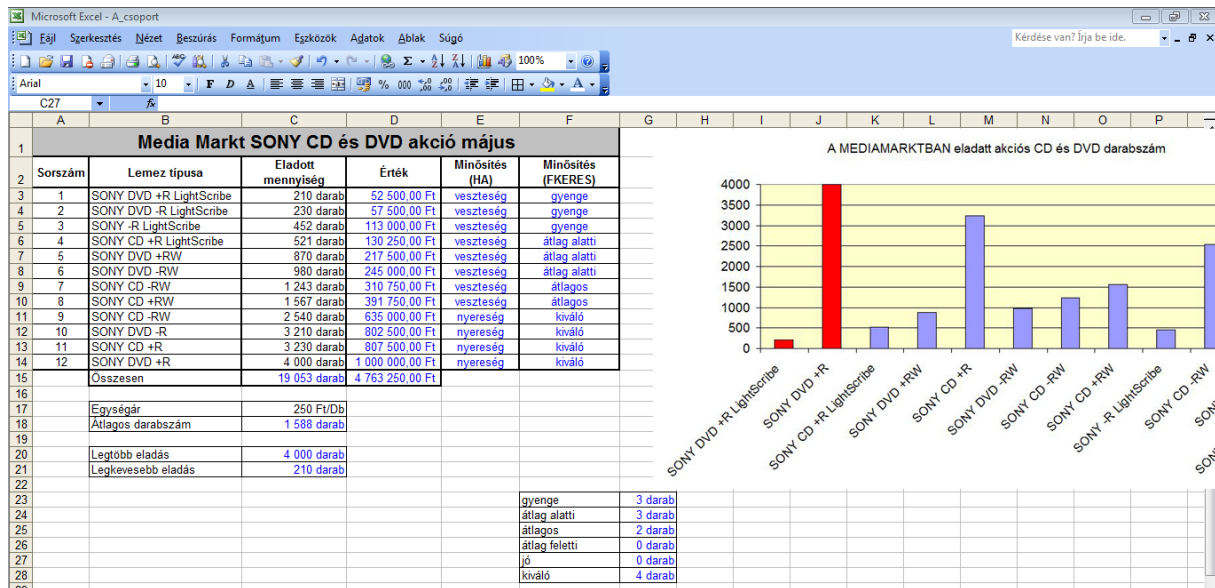 Microsoft Excel - A_csoport
Fájl Szerkesztés Nézet Beszúrás Formátum Eszközök Adatok Ablak Súgó Kérdése van? Írja be ide.
100%
Arial 10 F D A % 000
C27 fx
A B C D E F G H I J K L M N O P
1 Media Markt SONY CD és DVD akció május
2 Sorszám Lemez típusa Eladott mennyiség Érték Minősítés (HA) Minősítés (FKERES)
3 1 SONY DVD +R LightScribe 210 darab 52 500,00 Ft veszteség gyenge
4 2 SONY DVD -R LightScribe 230 darab 57 500,00 Ft veszteség gyenge
5 3 SONY -R LightScribe 452 darab 113 000,00 Ft veszteség gyenge
6 4 SONY CD +R LightScribe 521 darab 130 250,00 Ft veszteség átlag alatti
7 5 SONY DVD +RW 870 darab 217 500,00 Ft veszteség átlag alatti
8 6 SONY DVD -RW 980 darab 245 000,00 Ft veszteség átlag alatti
9 7 SONY CD -RW 1 243 darab 310 750,00 Ft veszteség átlagos
10 8 SONY CD +RW 1 567 darab 391 750,00 Ft veszteség átlagos
11 9 SONY CD -RW 2 540 darab 635 000,00 Ft nyereség kiváló
12 10 SONY DVD -R 3 210 darab 802 500,00 Ft nyereség kiváló
13 11 SONY CD +R 3 230 darab 807 500,00 Ft nyereség kiváló
14 12 SONY DVD +R 4 000 darab 1 000 000,00 Ft nyereség kiváló
15 Összesen 19 053 darab 4 763 250,00 Ft
16
17 Egységár 250 Ft/Db
18 Átlagos darabszám 1 588 darab
19
20 Legtöbb eladás 4 000 darab
21 Legkevesebb eladás 210 darab
22
23 gyenge 3 darab
24 átlag alatti 3 darab
25 átlagos 2 darab
26 átlag feletti 0 darab
27 jó 0 darab
28 kiváló 4 darab
A MEDIAMARKTBAN eladatt akciós CD és DVD darabszám
4000
3500
3000
2500
2000
1500
1000
500
0
SONY DVD +R LightScribe
SONY DVD +R
SONY CD +R LightScribe
SONY DVD +RW
SONY CD +R
SONY DVD -RW
SONY CD -RW
SONY CD +RW
SONY -R LightScribe
SONY CD -RW